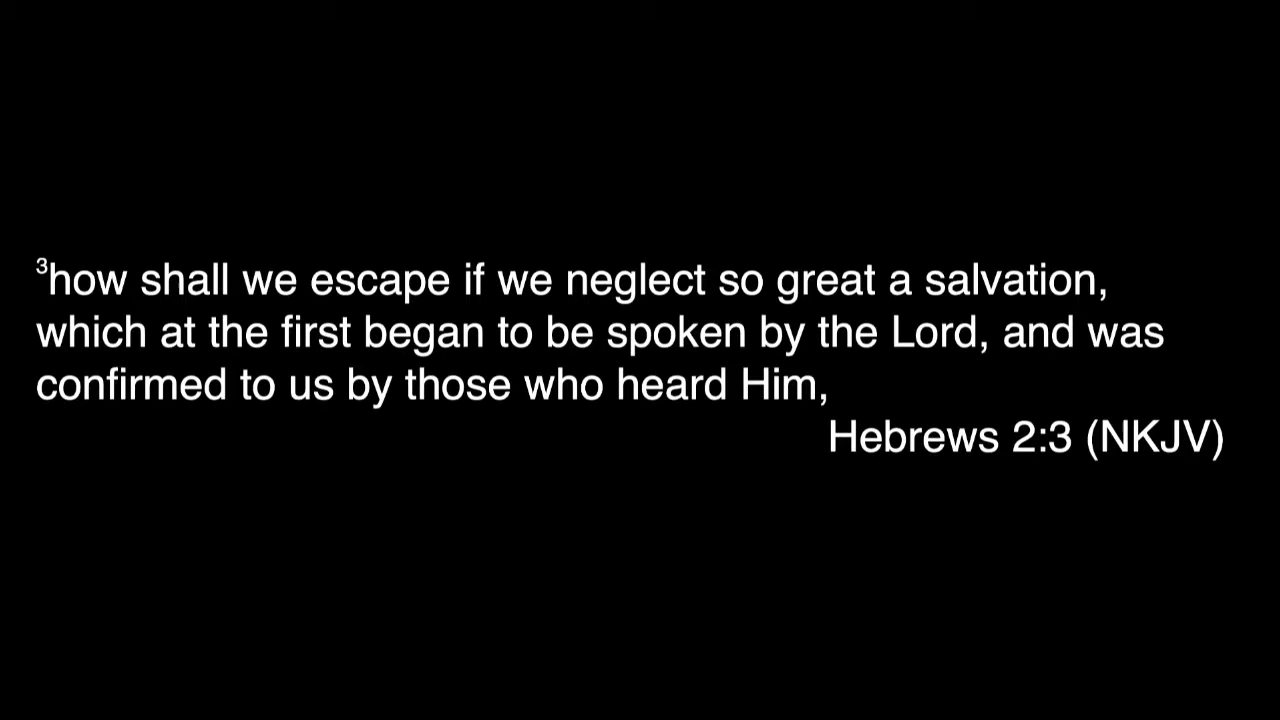 ³how shall we escape if we neglect so great a salvation,
which at the first began to be spoken by the Lord, and was
confirmed to us by those who heard Him,
Hebrews 2:3 (NKJV)